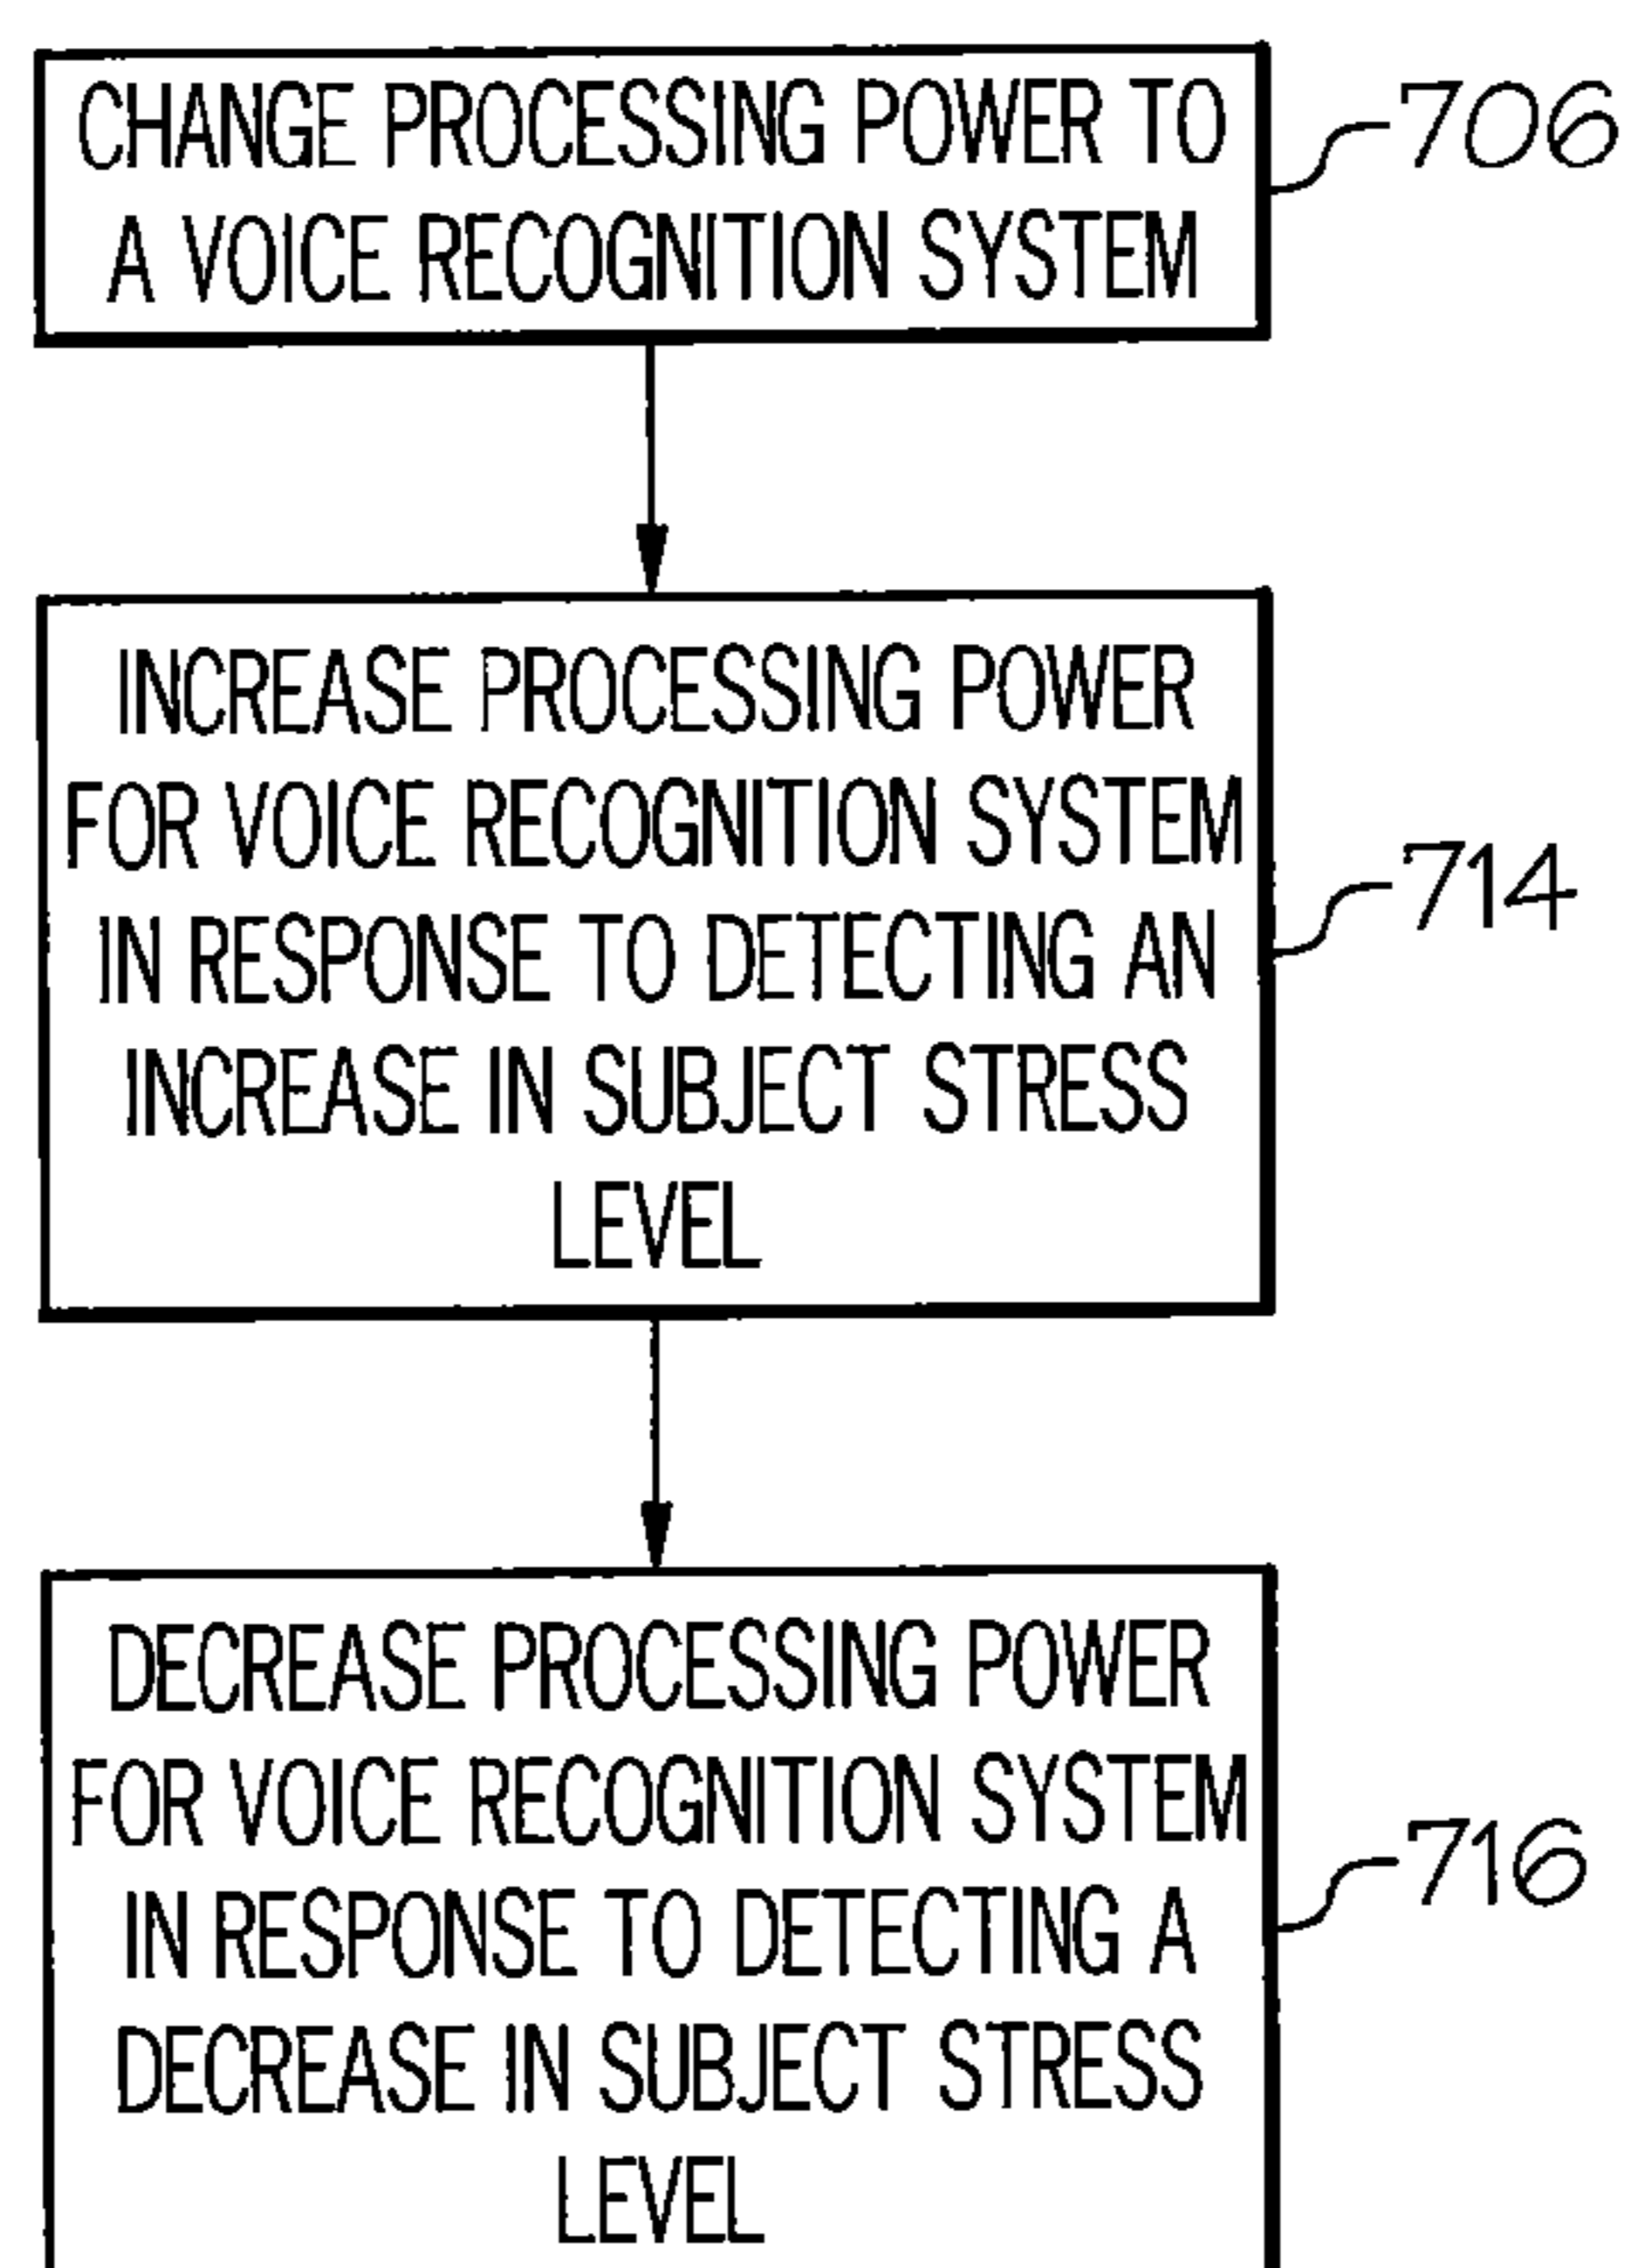 CHANGE PROCESSING POWER TO
A VOICE RECOGNITION SYSTEM
706
INCREASE PROCESSING POWER
FOR VOICE RECOGNITION SYSTEM
IN RESPONSE TO DETECTING AN
INCREASE IN SUBJECT STRESS
LEVEL
714
DECREASE PROCESSING POWER
FOR VOICE RECOGNITION SYSTEM
IN RESPONSE TO DETECTING A
DECREASE IN SUBJECT STRESS
LEVEL
716